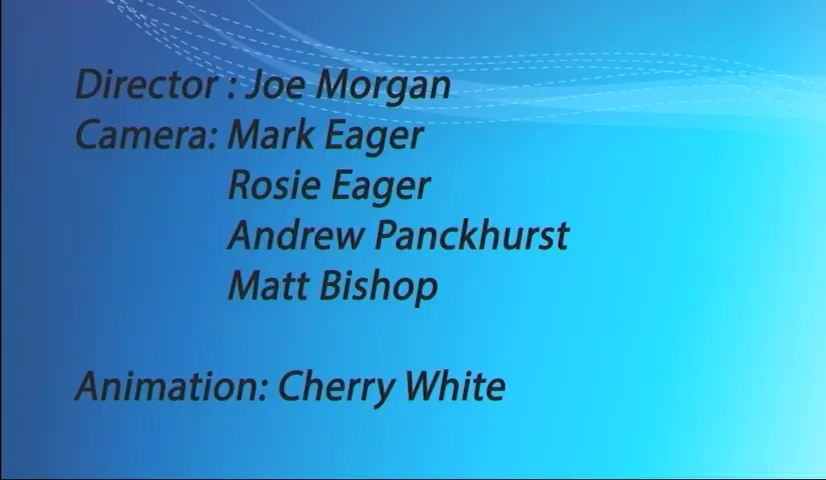 Director : Joe Morgan
Camera: Mark Eager
Rosie Eager
Andrew Panckhurst
Matt Bishop
Animation: Cherry White